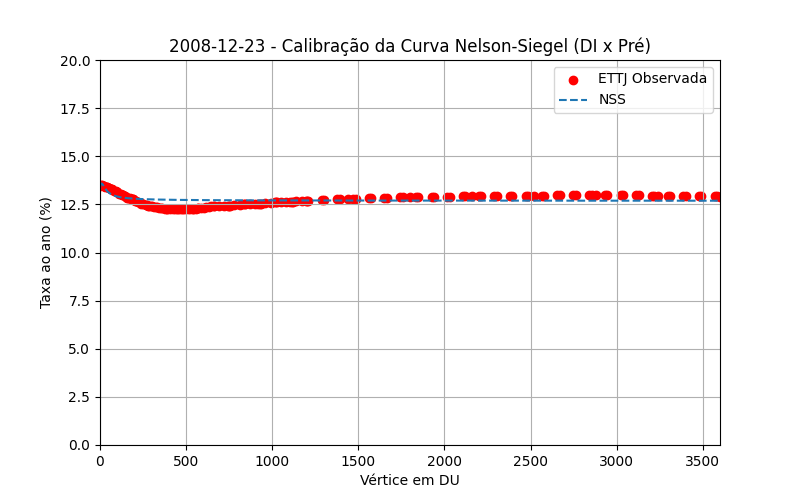 2008-12-23 - Calibração da Curva Nelson-Siegel (DI x Pré)
ETTJ Observada
NSS
Taxa ao ano (%)
20.0
17.5
15.0
12.5
10.0
7.5
5.0
2.5
0.0
0 500 1000 1500 2000 2500 3000 3500
Vértice em DU